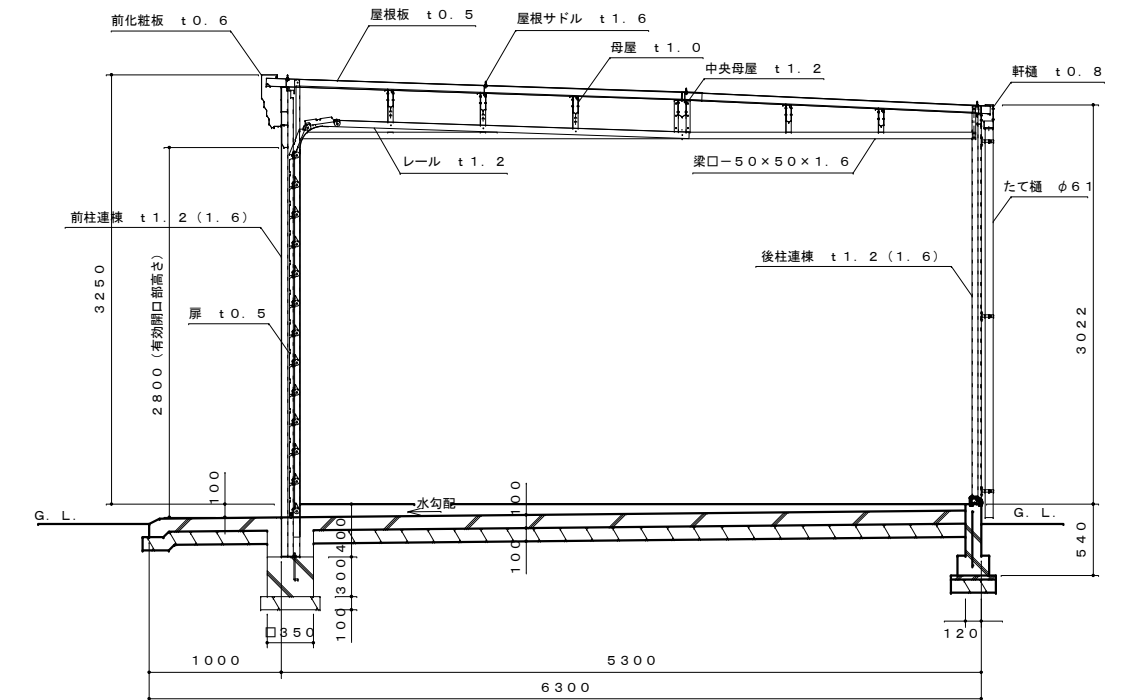 前化粧板 ｔ０．６
屋根板 ｔ０．５
屋根サドル ｔ１．６
母屋 ｔ１．０
中央母屋 ｔ１．２
軒樋 ｔ０．８
レール ｔ１．２
梁口－５０×５０×１．６
たて樋 φ６１
前柱連棟 ｔ１．２（１．６）
後柱連棟 ｔ１．２（１．６）
３２５０
２８００（有効開口部高さ）
扉 ｔ０．５
３０２２
１００
水勾配
１００
Ｇ．Ｌ．
Ｇ．Ｌ．
４００
１００
５４０
３００
１００
□３５０
１２０
１０００
５３００
６３００